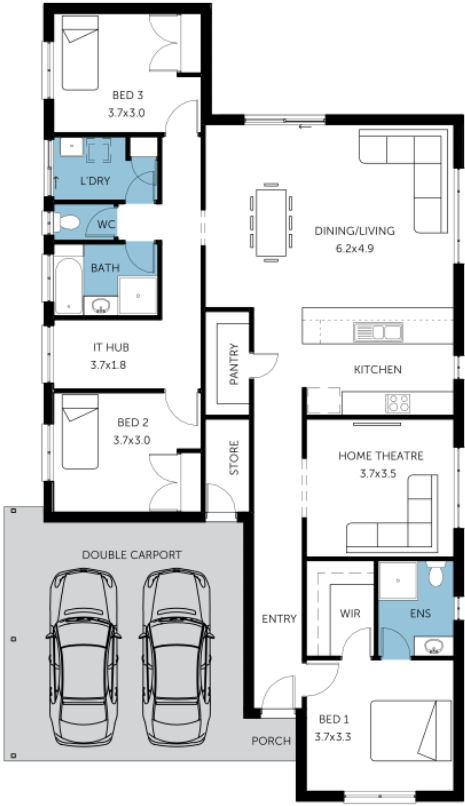 BED 3
3.7x3.0
L'DRY
WC
BATH
DINING/LIVING
6.2x4.9
IT HUB
3.7x1.8
PANTRY
KITCHEN
BED 2
3.7x3.0
STORE
HOME THEATRE
3.7x3.5
DOUBLE CARPORT
ENTRY
WIR
ENS
BED 1
3.7x3.3
PORCH